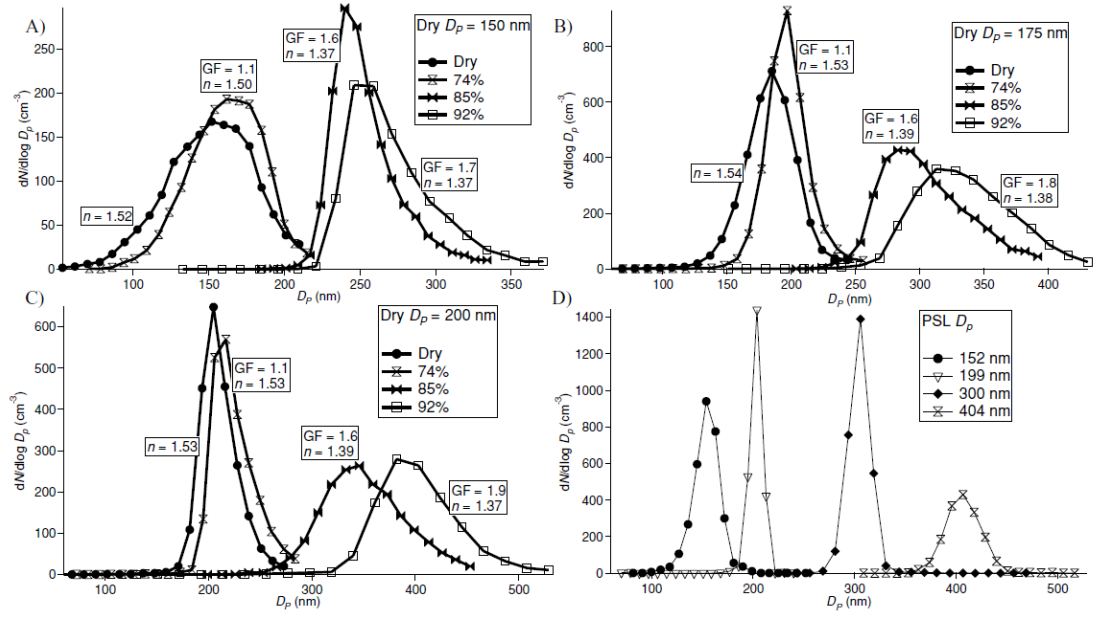 A)
Dry Dp = 150 nm
Dry
74%
85%
92%
GF = 1.1
n = 1.50
GF = 1.6
n = 1.37
GF = 1.7
n = 1.37
n = 1.52
dN/dlog Dp (cm-3)
250
200
150
100
50
0
100
150
200
250
300
350
DP (nm)
B)
Dry Dp = 175 nm
Dry
74%
85%
92%
GF = 1.1
n = 1.53
GF = 1.6
n = 1.39
GF = 1.8
n = 1.38
n = 1.54
dN/dlog Dp (cm-3)
800
600
400
200
0
100
150
200
250
300
350
400
DP (nm)
C)
Dry Dp = 200 nm
Dry
74%
85%
92%
GF = 1.1
n = 1.53
GF = 1.6
n = 1.39
GF = 1.9
n = 1.37
n = 1.53
dN/dlog Dp (cm-3)
600
500
400
300
200
100
0
100
200
300
400
500
DP (nm)
D)
PSL Dp
152 nm
199 nm
300 nm
404 nm
dN/dlog Dp (cm-3)
1400
1200
1000
800
600
400
200
0
100
200
300
400
500
DP (nm)